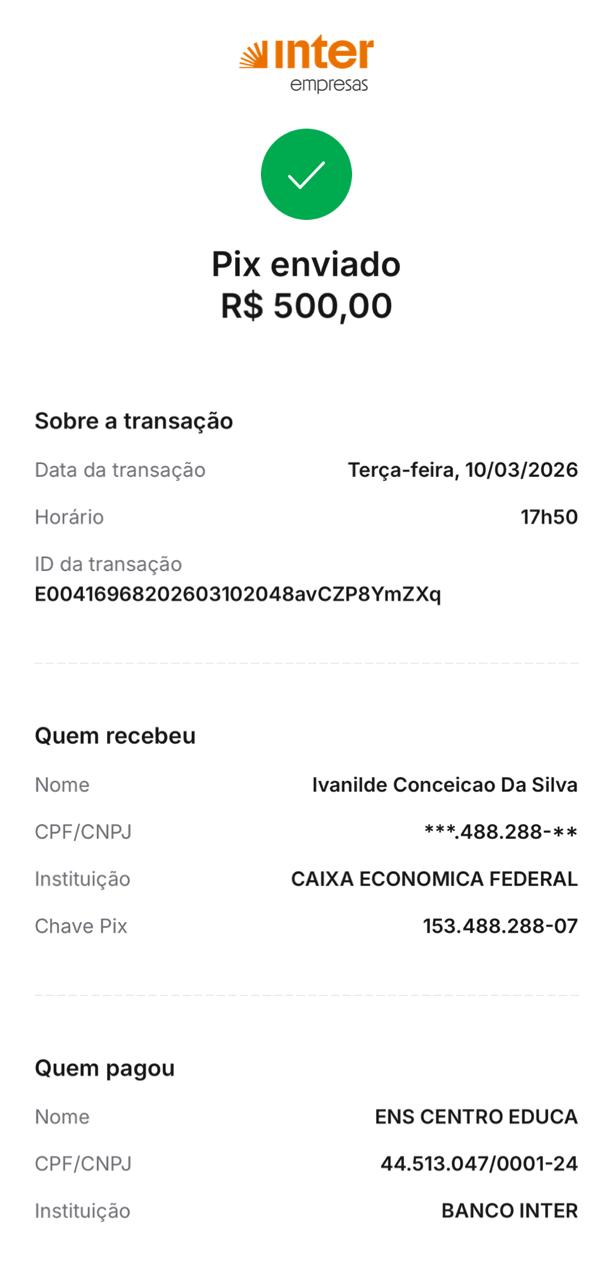 inter
empresas
Pix enviado
R$ 500,00
Sobre a transação
Data da transação Terça-feira, 10/03/2026
Horário 17h50
ID da transação
E00416968202603102048avCZP8YmZXq
Quem recebeu
Nome Ivanilde Conceicao Da Silva
CPF/CNPJ ***.488.288-**
Instituição CAIXA ECONOMICA FEDERAL
Chave Pix 153.488.288-07
Quem pagou
Nome ENS CENTRO EDUCA
CPF/CNPJ 44.513.047/0001-24
Instituição BANCO INTER